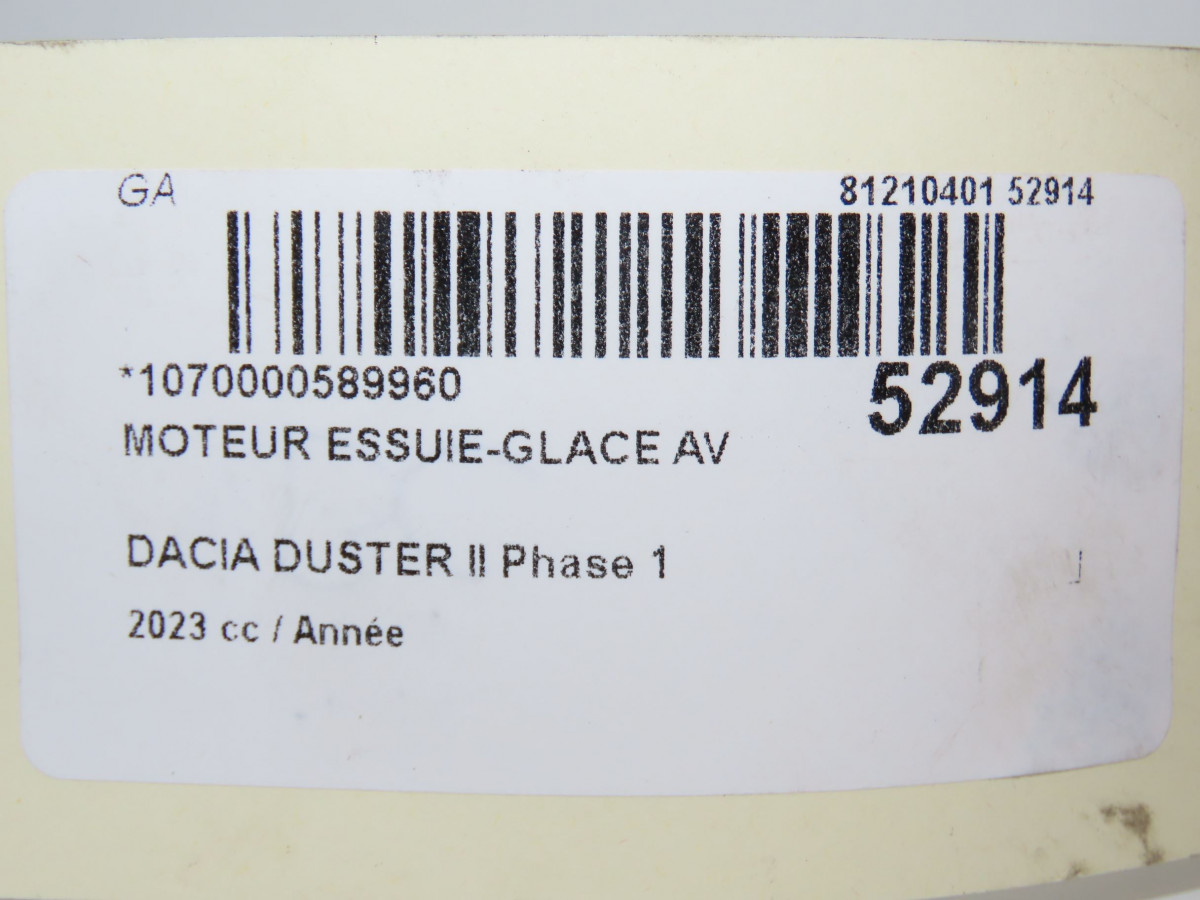 GA 81210401 52914
*1070000589960 52914
MOTEUR ESSUIE-GLACE AV
DACIA DUSTER II Phase 1
2023 cc / Année